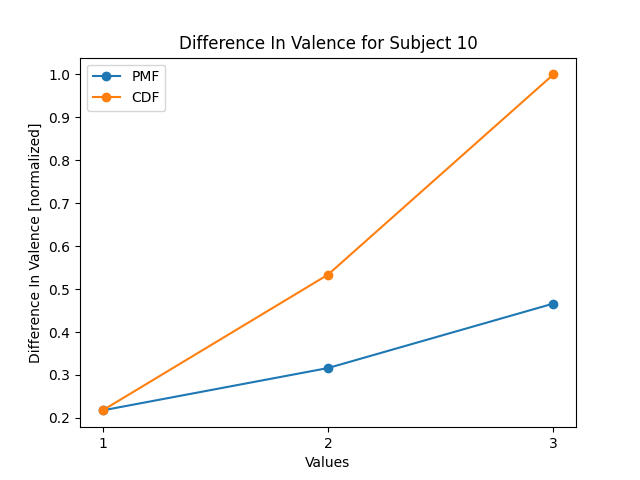 Difference In Valence for Subject 10
PMF
CDF
Difference In Valence [normalized]
1.0
0.9
0.8
0.7
0.6
0.5
0.4
0.3
0.2
1 2 3
Values